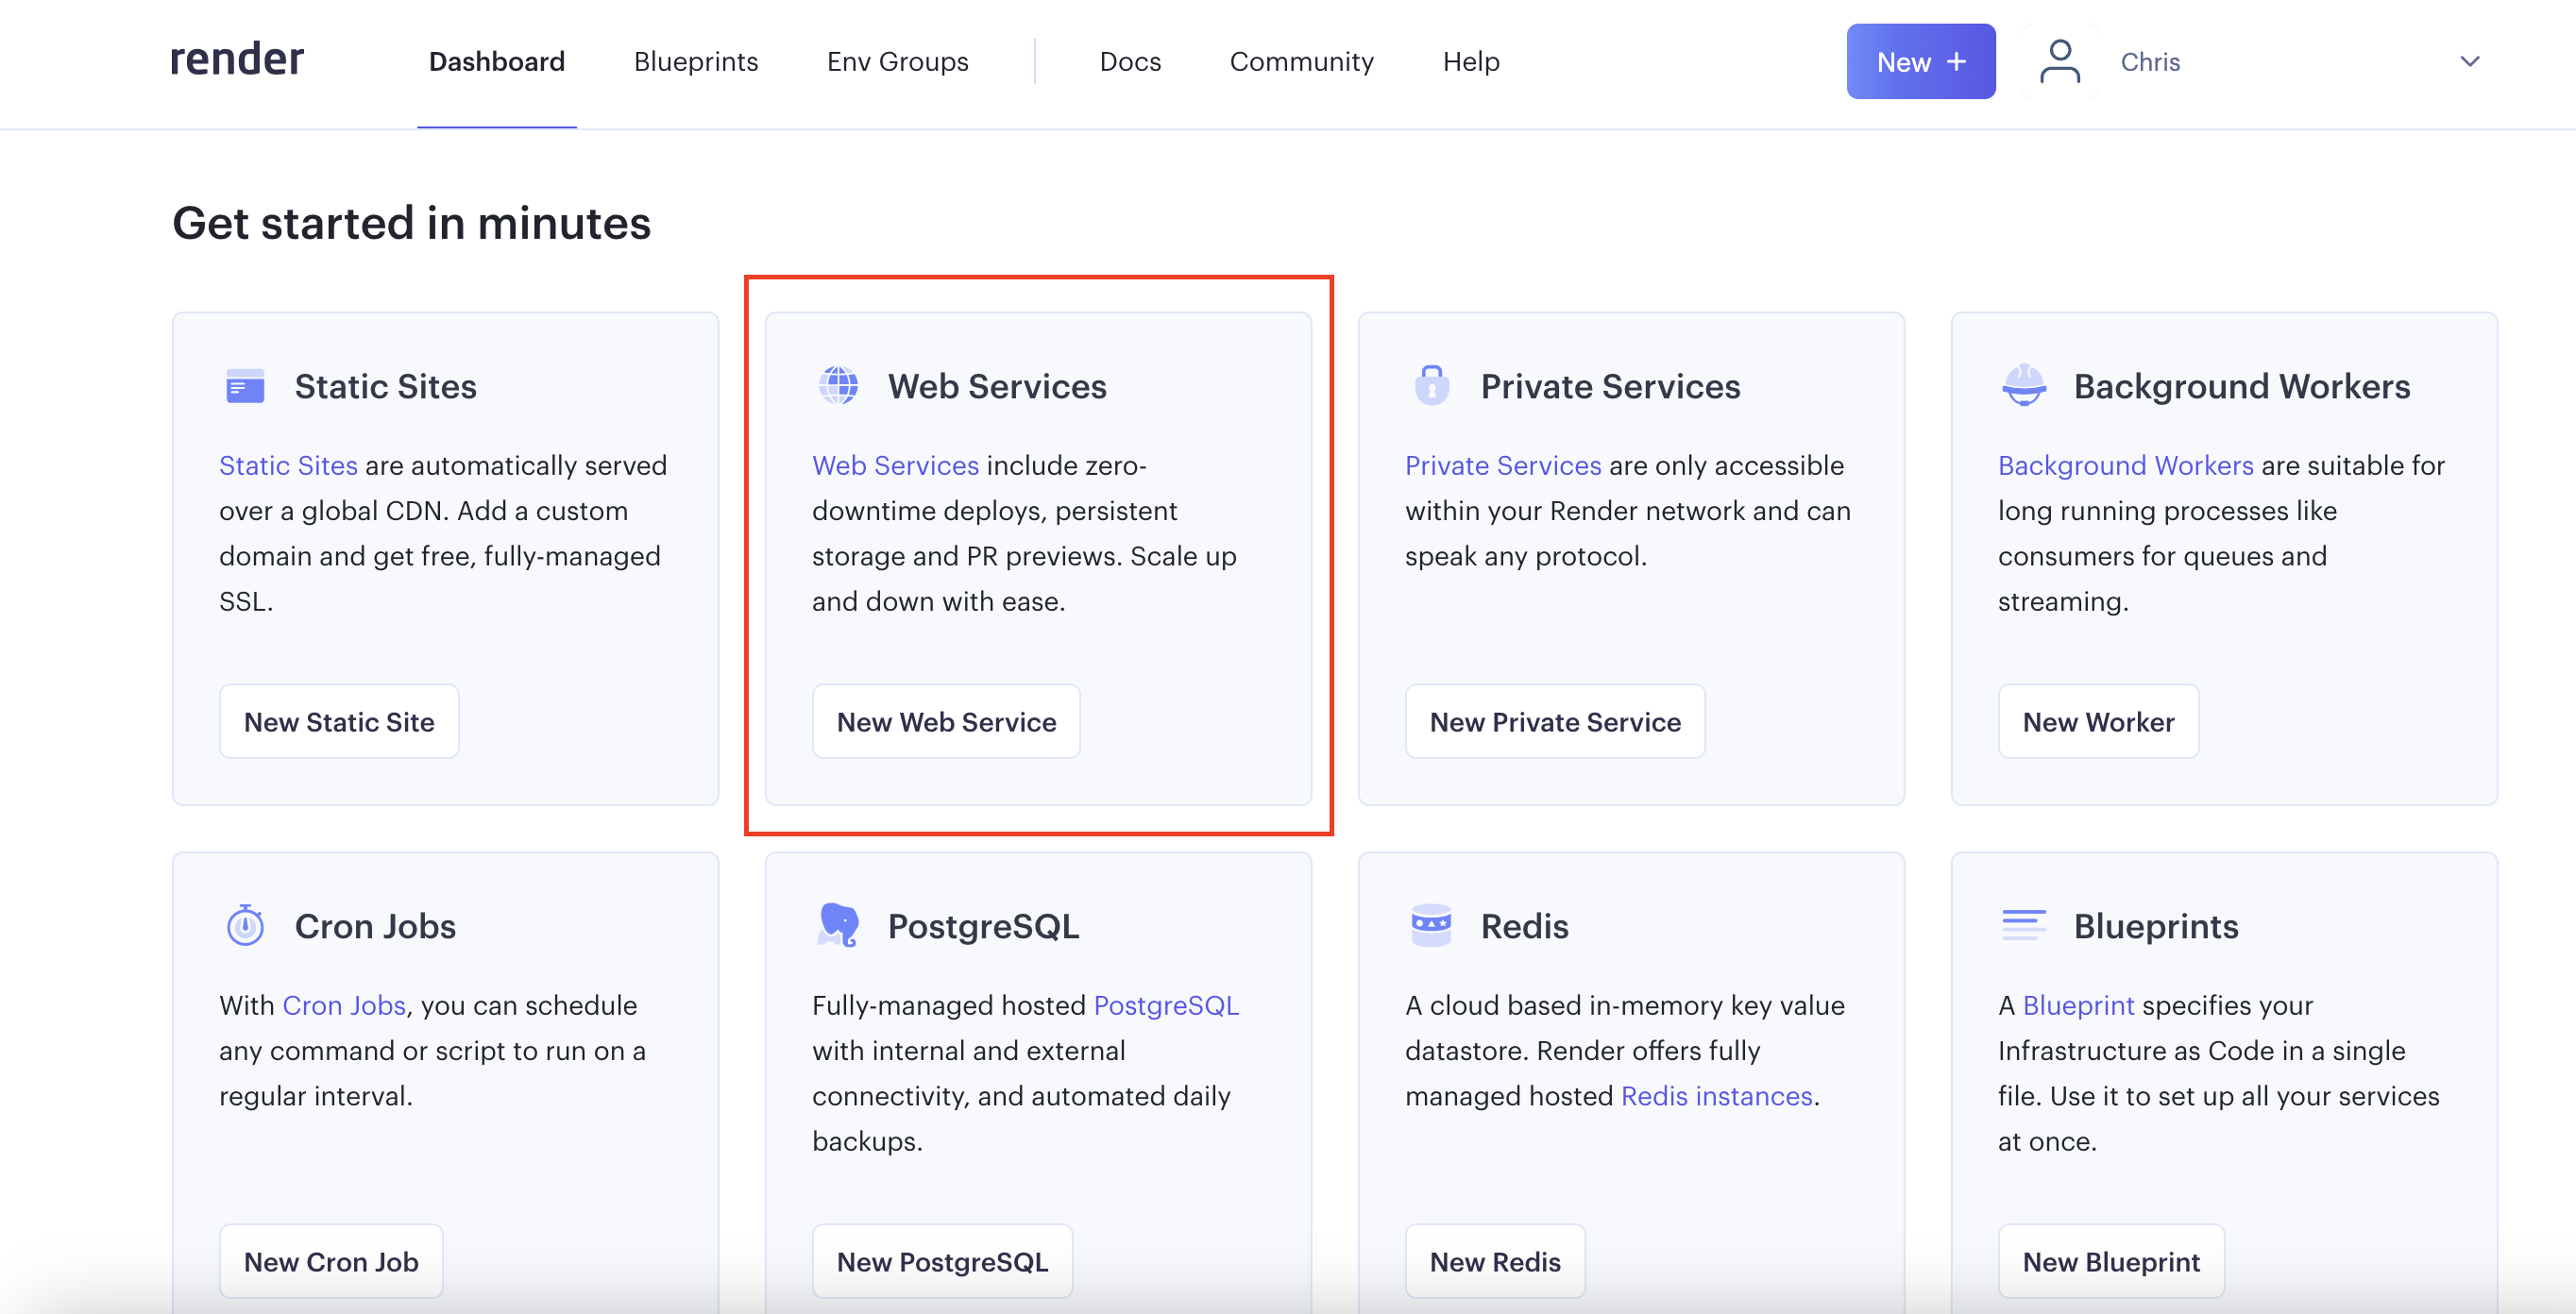 render
Dashboard
Blueprints
Env Groups
Docs
Community
Help
New +
Chris
Get started in minutes
Static Sites
Static Sites are automatically served
over a global CDN. Add a custom
domain and get free, fully-managed
SSL.
New Static Site
Web Services
Web Services include zero-
downtime deploys, persistent
storage and PR previews. Scale up
and down with ease.
New Web Service
Private Services
Private Services are only accessible
within your Render network and can
speak any protocol.
New Private Service
Background Workers
Background Workers are suitable for
long running processes like
consumers for queues and
streaming.
New Worker
Cron Jobs
With Cron Jobs, you can schedule
any command or script to run on a
regular interval.
New Cron Job
PostgreSQL
Fully-managed hosted PostgreSQL
with internal and external
connectivity, and automated daily
backups.
New PostgreSQL
Redis
A cloud based in-memory key value
datastore. Render offers fully
managed hosted Redis instances.
New Redis
Blueprints
A Blueprint specifies your
Infrastructure as Code in a single
file. Use it to set up all your services
at once.
New Blueprint